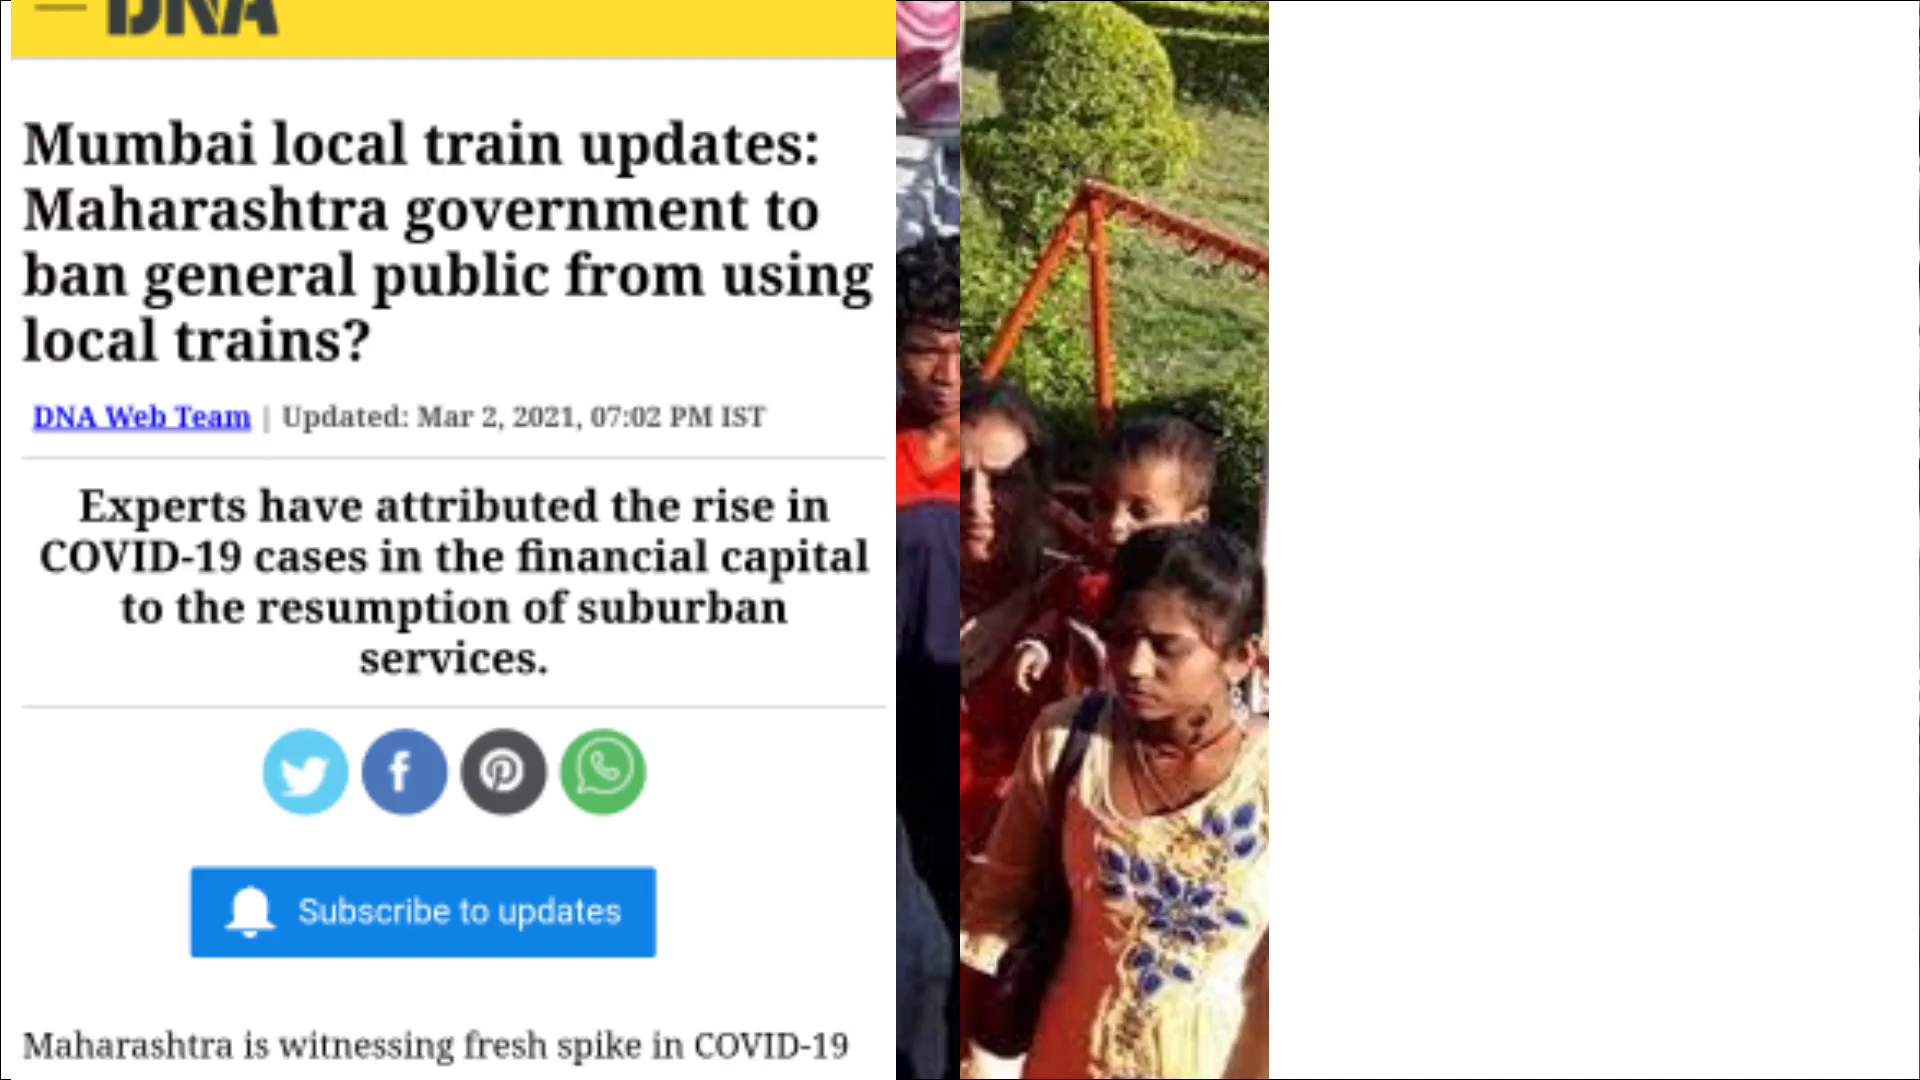 DNA
Mumbai local train updates:
Maharashtra government to
ban general public from using
local trains?
DNA Web Team | Updated: Mar 2, 2021, 07:02 PM IST
Experts have attributed the rise in
COVID-19 cases in the financial capital
to the resumption of suburban
services.
Subscribe to updates
Maharashtra is witnessing fresh spike in COVID-19